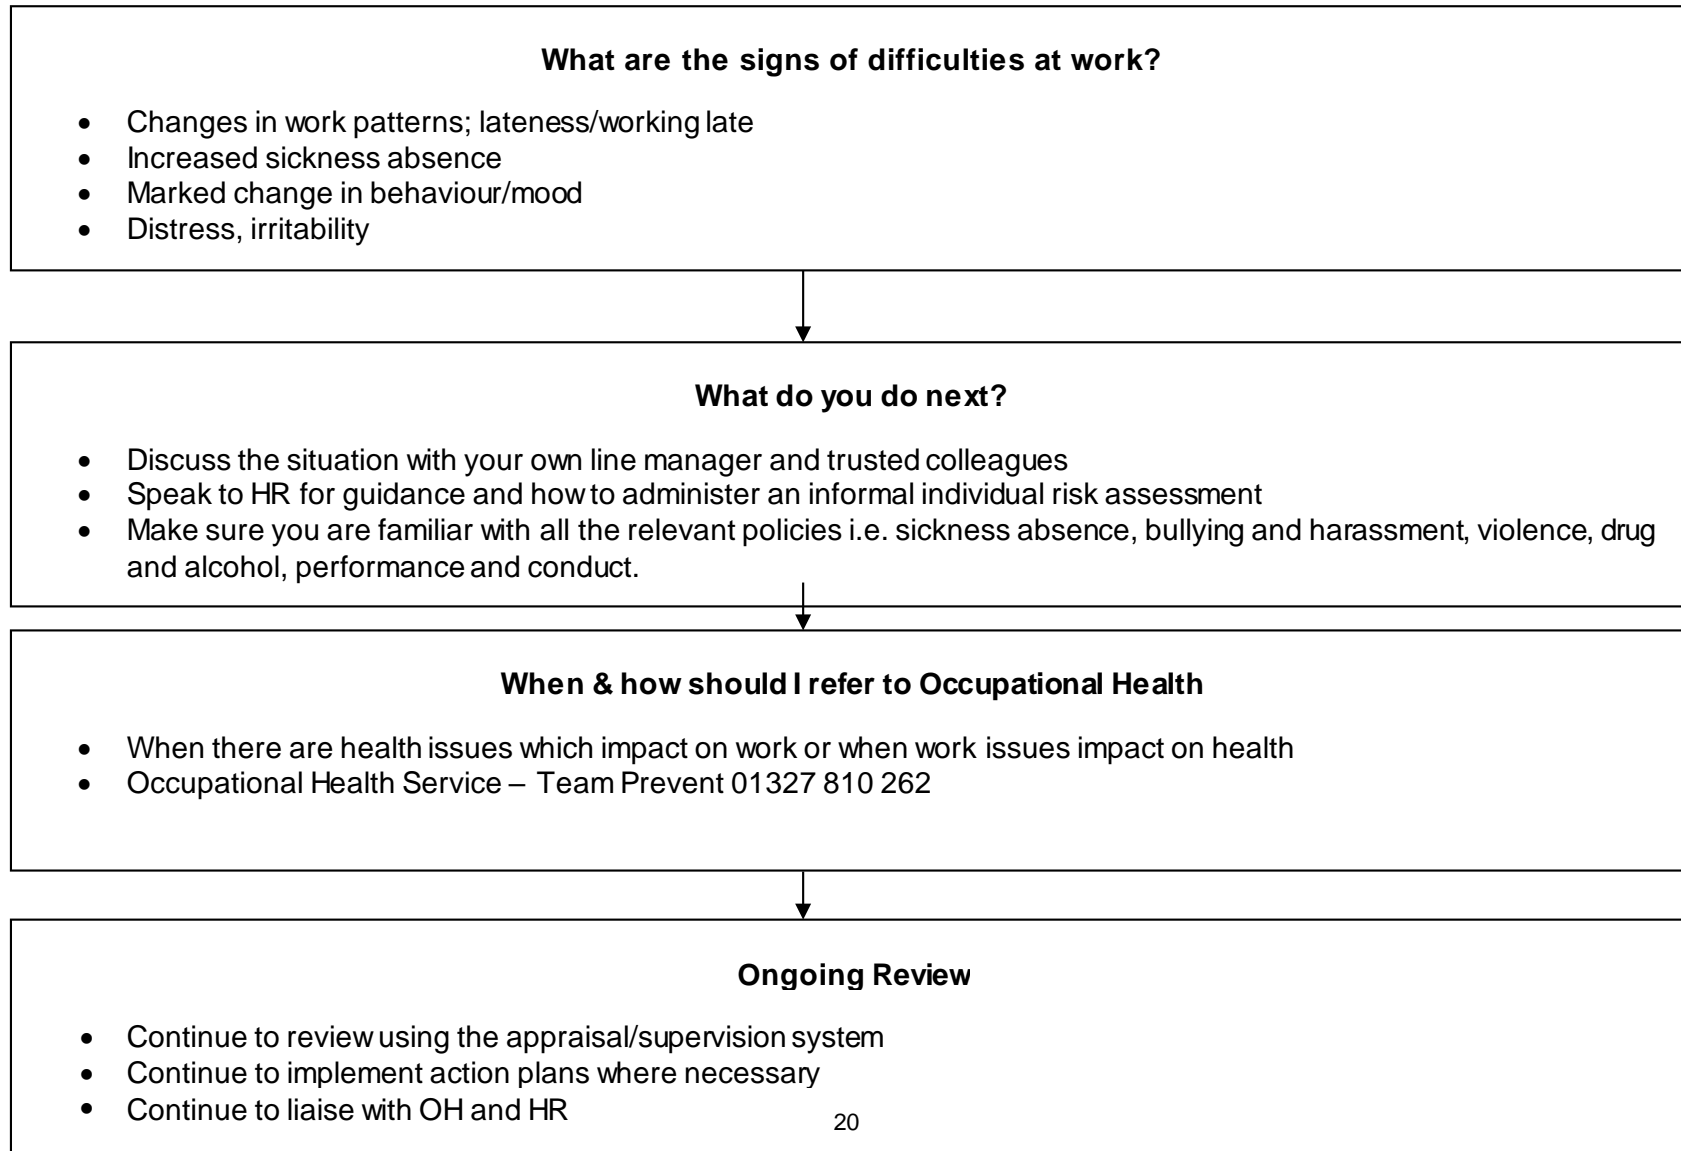 What are the signs of difficulties at work?
• Changes in work patterns; lateness/working late
• Increased sickness absence
• Marked change in behaviour/mood
• Distress, irritability
What do you do next?
• Discuss the situation with your own line manager and trusted colleagues
• Speak to HR for guidance and how to administer an informal individual risk assessment
• Make sure you are familiar with all the relevant policies i.e. sickness absence, bullying and harassment, violence, drug
and alcohol, performance and conduct.
When & how should I refer to Occupational Health
• When there are health issues which impact on work or when work issues impact on health
• Occupational Health Service – Team Prevent 01327 810 262
Ongoing Review
• Continue to review using the appraisal/supervision system
• Continue to implement action plans where necessary
• Continue to liaise with OH and HR
20